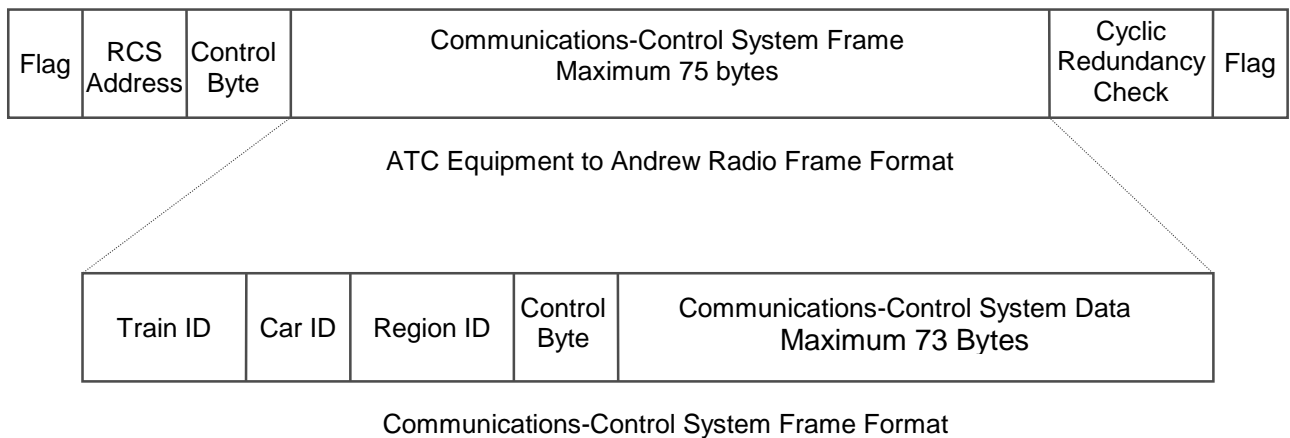 Flag
RCS
Address
Control
Byte
Communications-Control System Frame
Maximum 75 bytes
Cyclic
Redundancy
Check
Flag
ATC Equipment to Andrew Radio Frame Format
Train ID
Car ID
Region ID
Control
Byte
Communications-Control System Data
Maximum 73 Bytes
Communications-Control System Frame Format